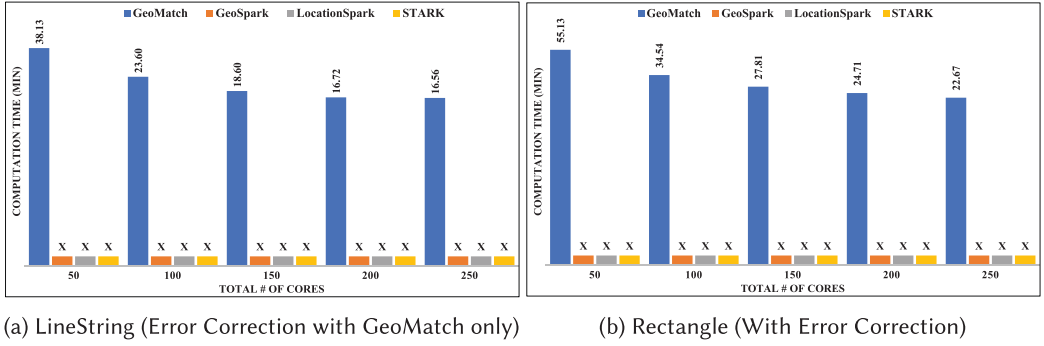 GeoMatch GeoSpark LocationSpark STARK
COMPUTATION TIME (MIN)
38.13
23.60
18.60
16.72
16.56
X X X X X X X X X X X X X X X
50 100 150 200 250
TOTAL # OF CORES
(a) LineString (Error Correction with GeoMatch only)
GeoMatch GeoSpark LocationSpark STARK
COMPUTATION TIME (MIN)
55.13
34.54
27.81
24.71
22.67
X X X X X X X X X X X X X X X
50 100 150 200 250
TOTAL # OF CORES
(b) Rectangle (With Error Correction)